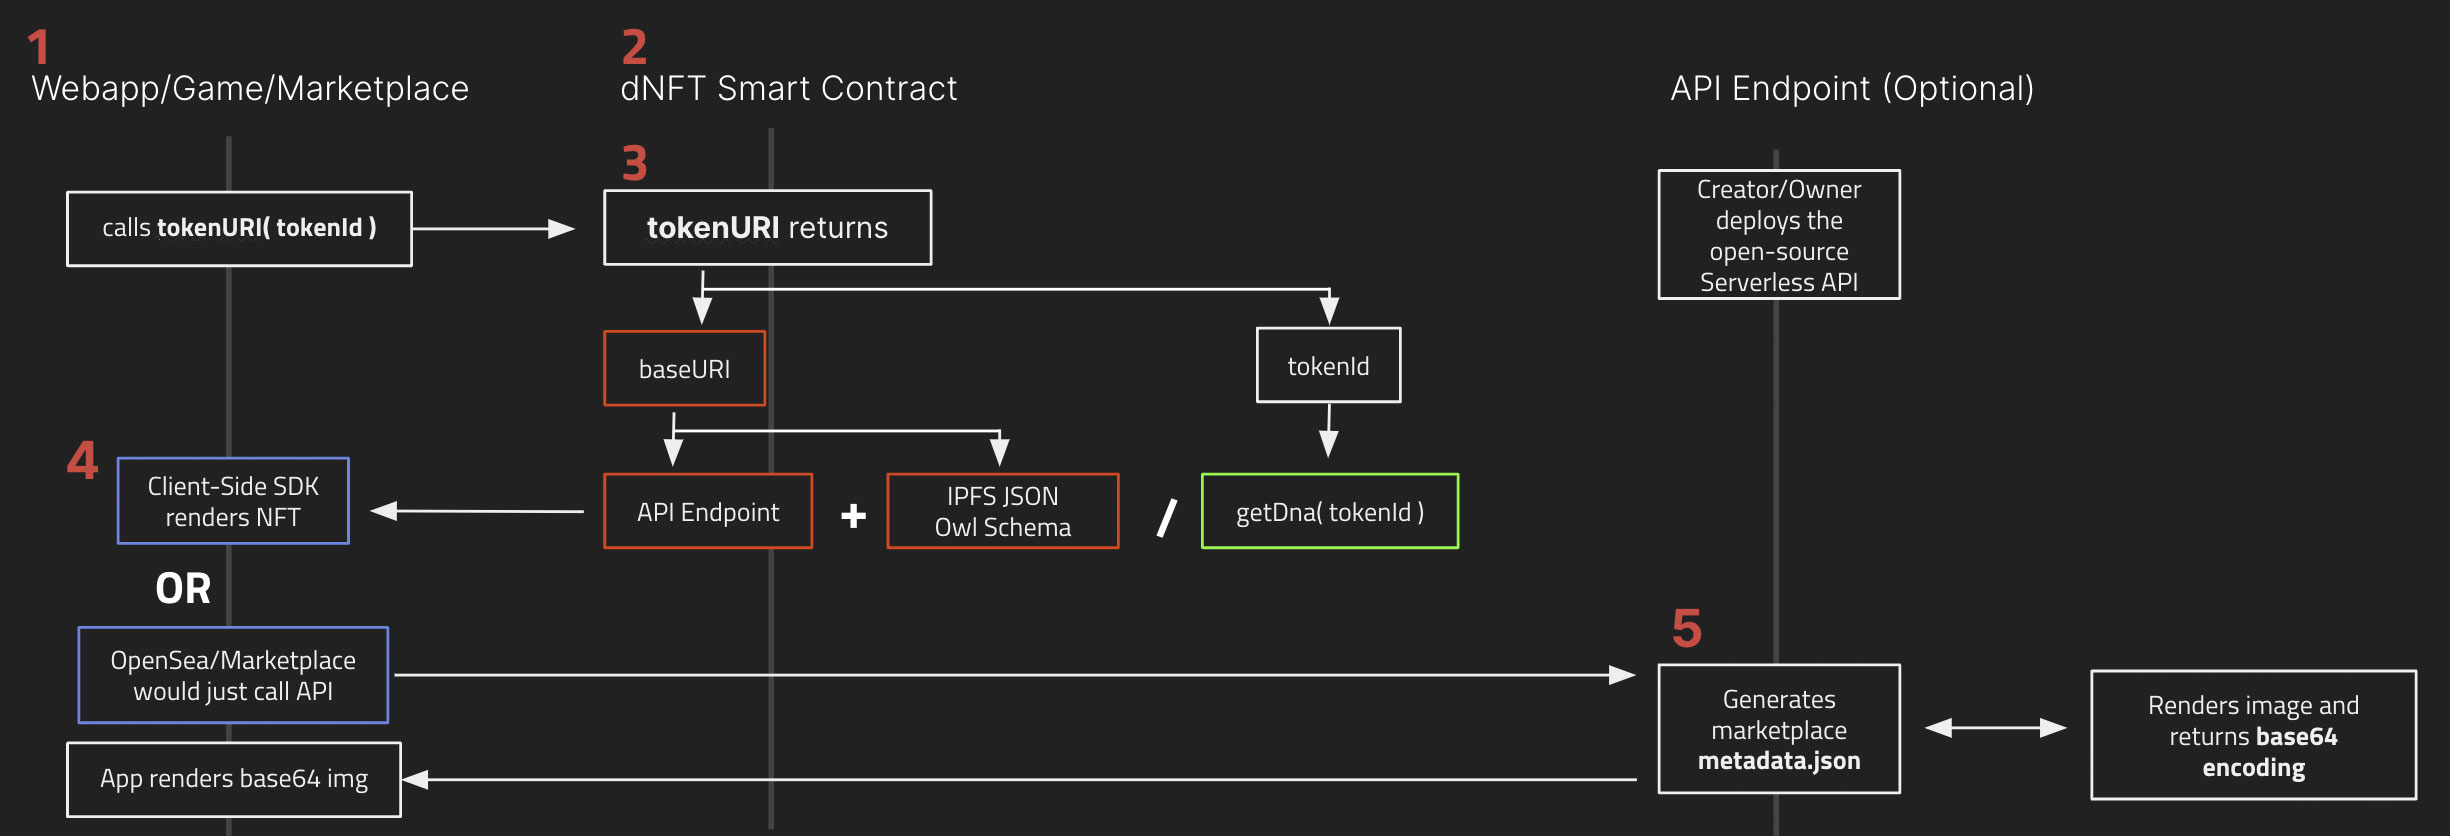 1
Webapp/Game/Marketplace
2
dNFT Smart Contract
API Endpoint (Optional)
calls tokenURI( tokenId )
3
tokenURI returns
Creator/Owner
deploys the
open-source
Serverless API
baseURI
tokenId
4
Client-Side SDK
renders NFT
API Endpoint
+
IPFS JSON
Owl Schema
/
getDna( tokenId )
OR
OpenSea/Marketplace
would just call API
5
Generates
marketplace
metadata.json
Renders image and
returns base64
encoding
App renders base64 img